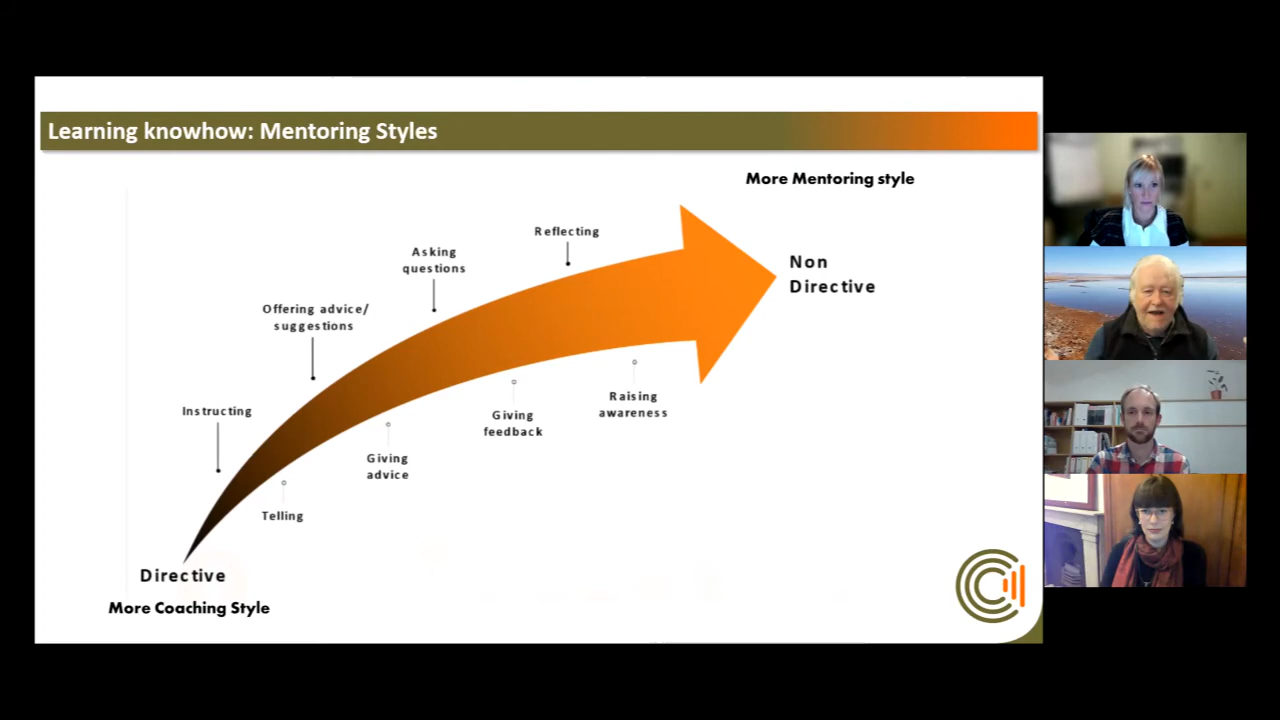 Learning knowhow: Mentoring Styles
More Mentoring style
Reflecting
Asking
questions
Non
Directive
Offering advice/
suggestions
Raising
awareness
Instructing
Giving
feedback
Giving
advice
Telling
Directive
More Coaching Style